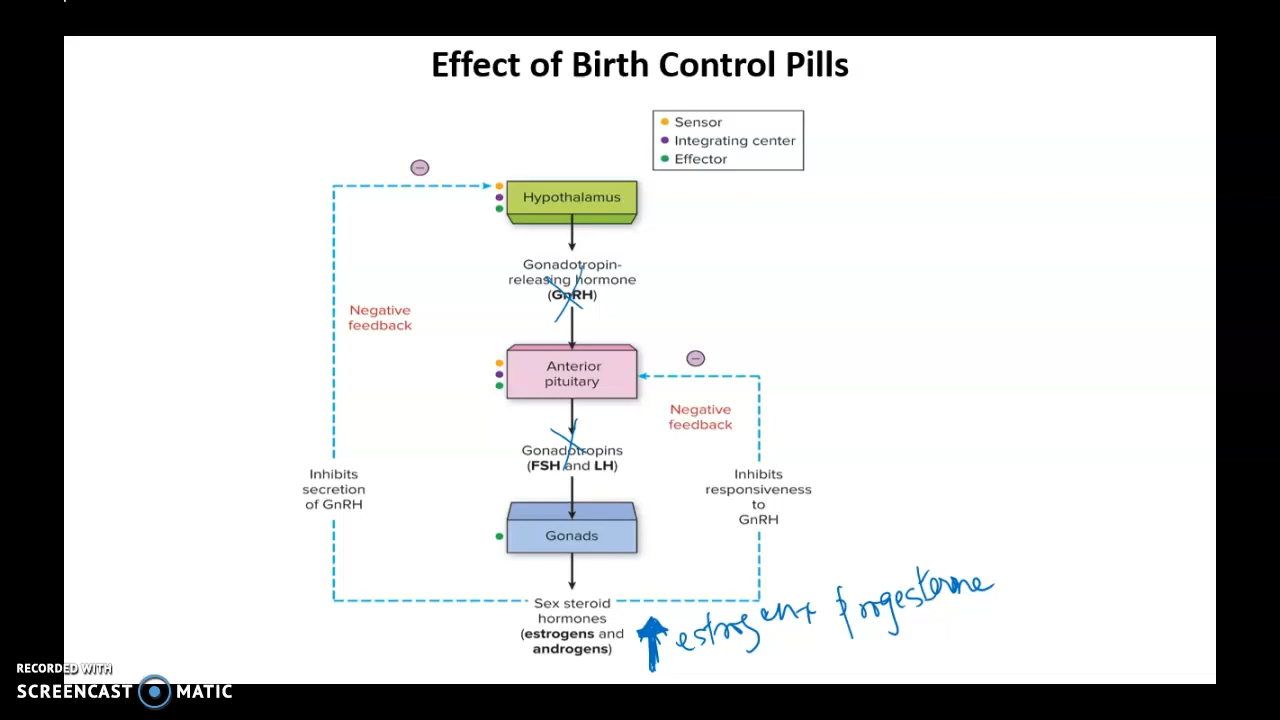 Effect of Birth Control Pills
Sensor
Integrating center
Effector
Hypothalamus
Gonadotropin-
releasing hormone
(GnRH)
Negative
feedback
Anterior
pituitary
Negative
feedback
Gonadotropins
(FSH and LH)
Inhibits
secretion
of GnRH
Inhibits
responsiveness
to
GnRH
Gonads
Sex steroid
hormones
(estrogens and
androgens)
estrogen + progesterone
RECORDED WITH
SCREENCAST MATIC